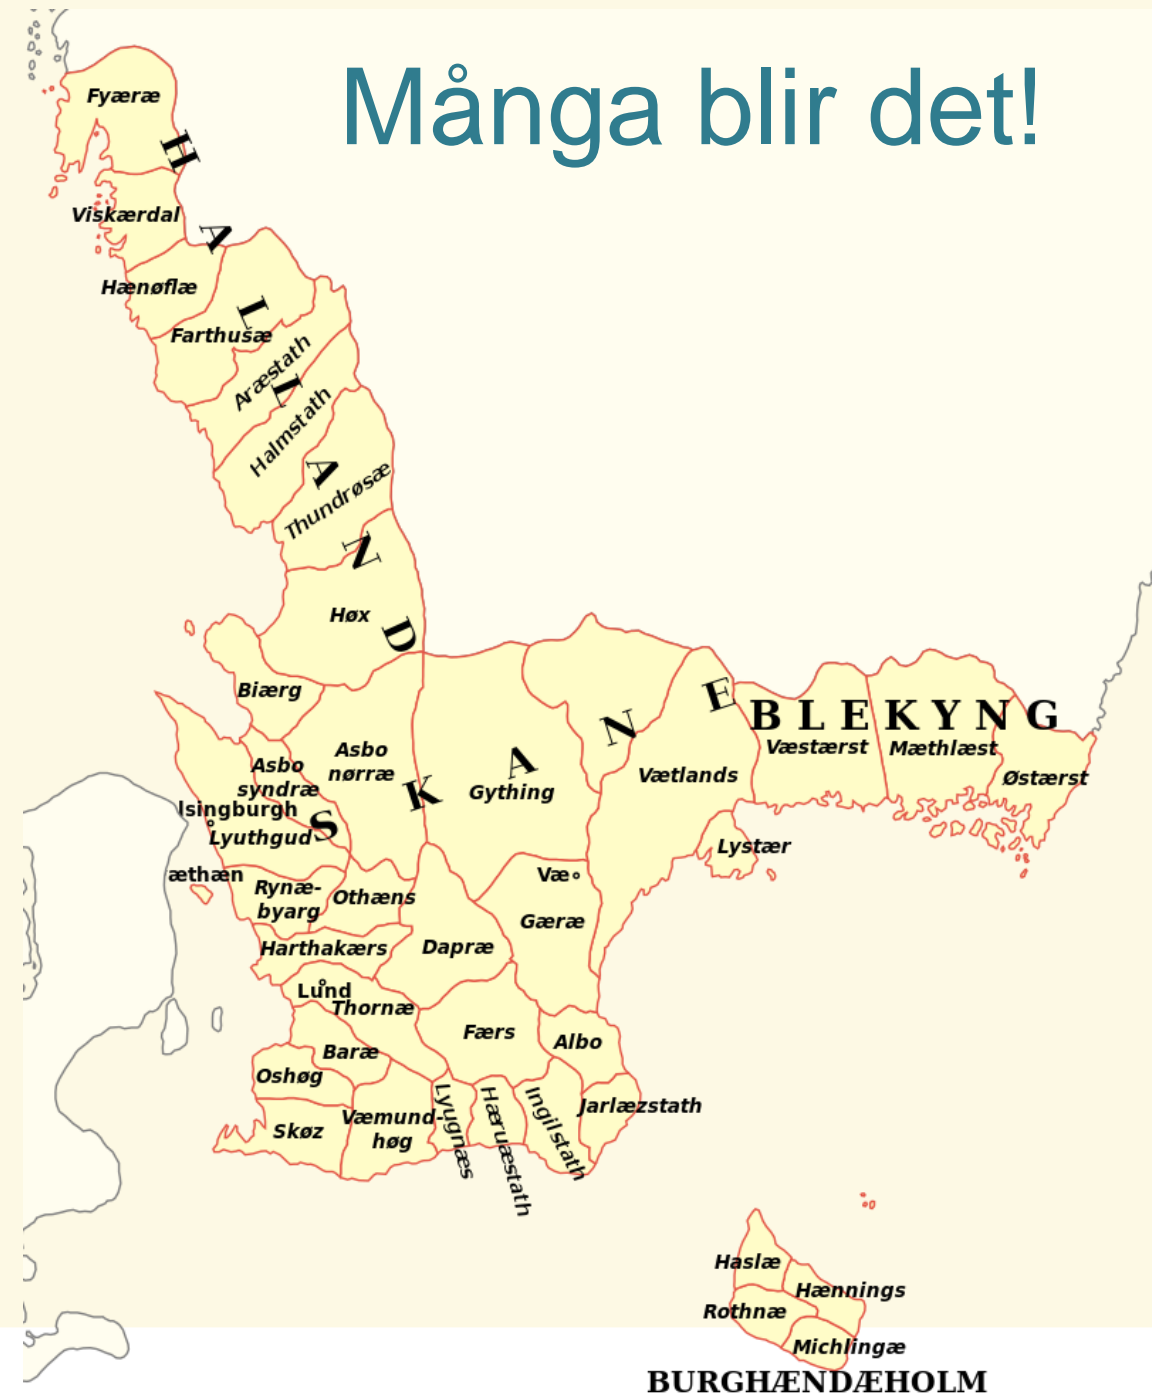 Många blir det!
Fyæræ
HALLAND
Viskærdal
Hænøflæ
Farthusæ
Aræstath
Halmstath
Thundrøsæ
Høx
Biærg
SKANE
BLEKYNG
Asbo
nørræ
Væstærst
Mæthlæst
Østærst
Asbo
syndræ
Gything
Vætlands
Isingburgh
Lyuthgud
Lystær
æthæn
Rynæ-
byarg
Othæns
Væ
Gæræ
Harthakærs
Dapræ
Lund
Thornæ
Færs
Albo
Baræ
Oshøg
Skøz
Væmund-
høg
Lyugnæs
Hæruæstath
Ingilstath
Jarlæzstath
Haslæ
Hænnings
Rothnæ
Michlingæ
BURGHÆNDÆHOLM